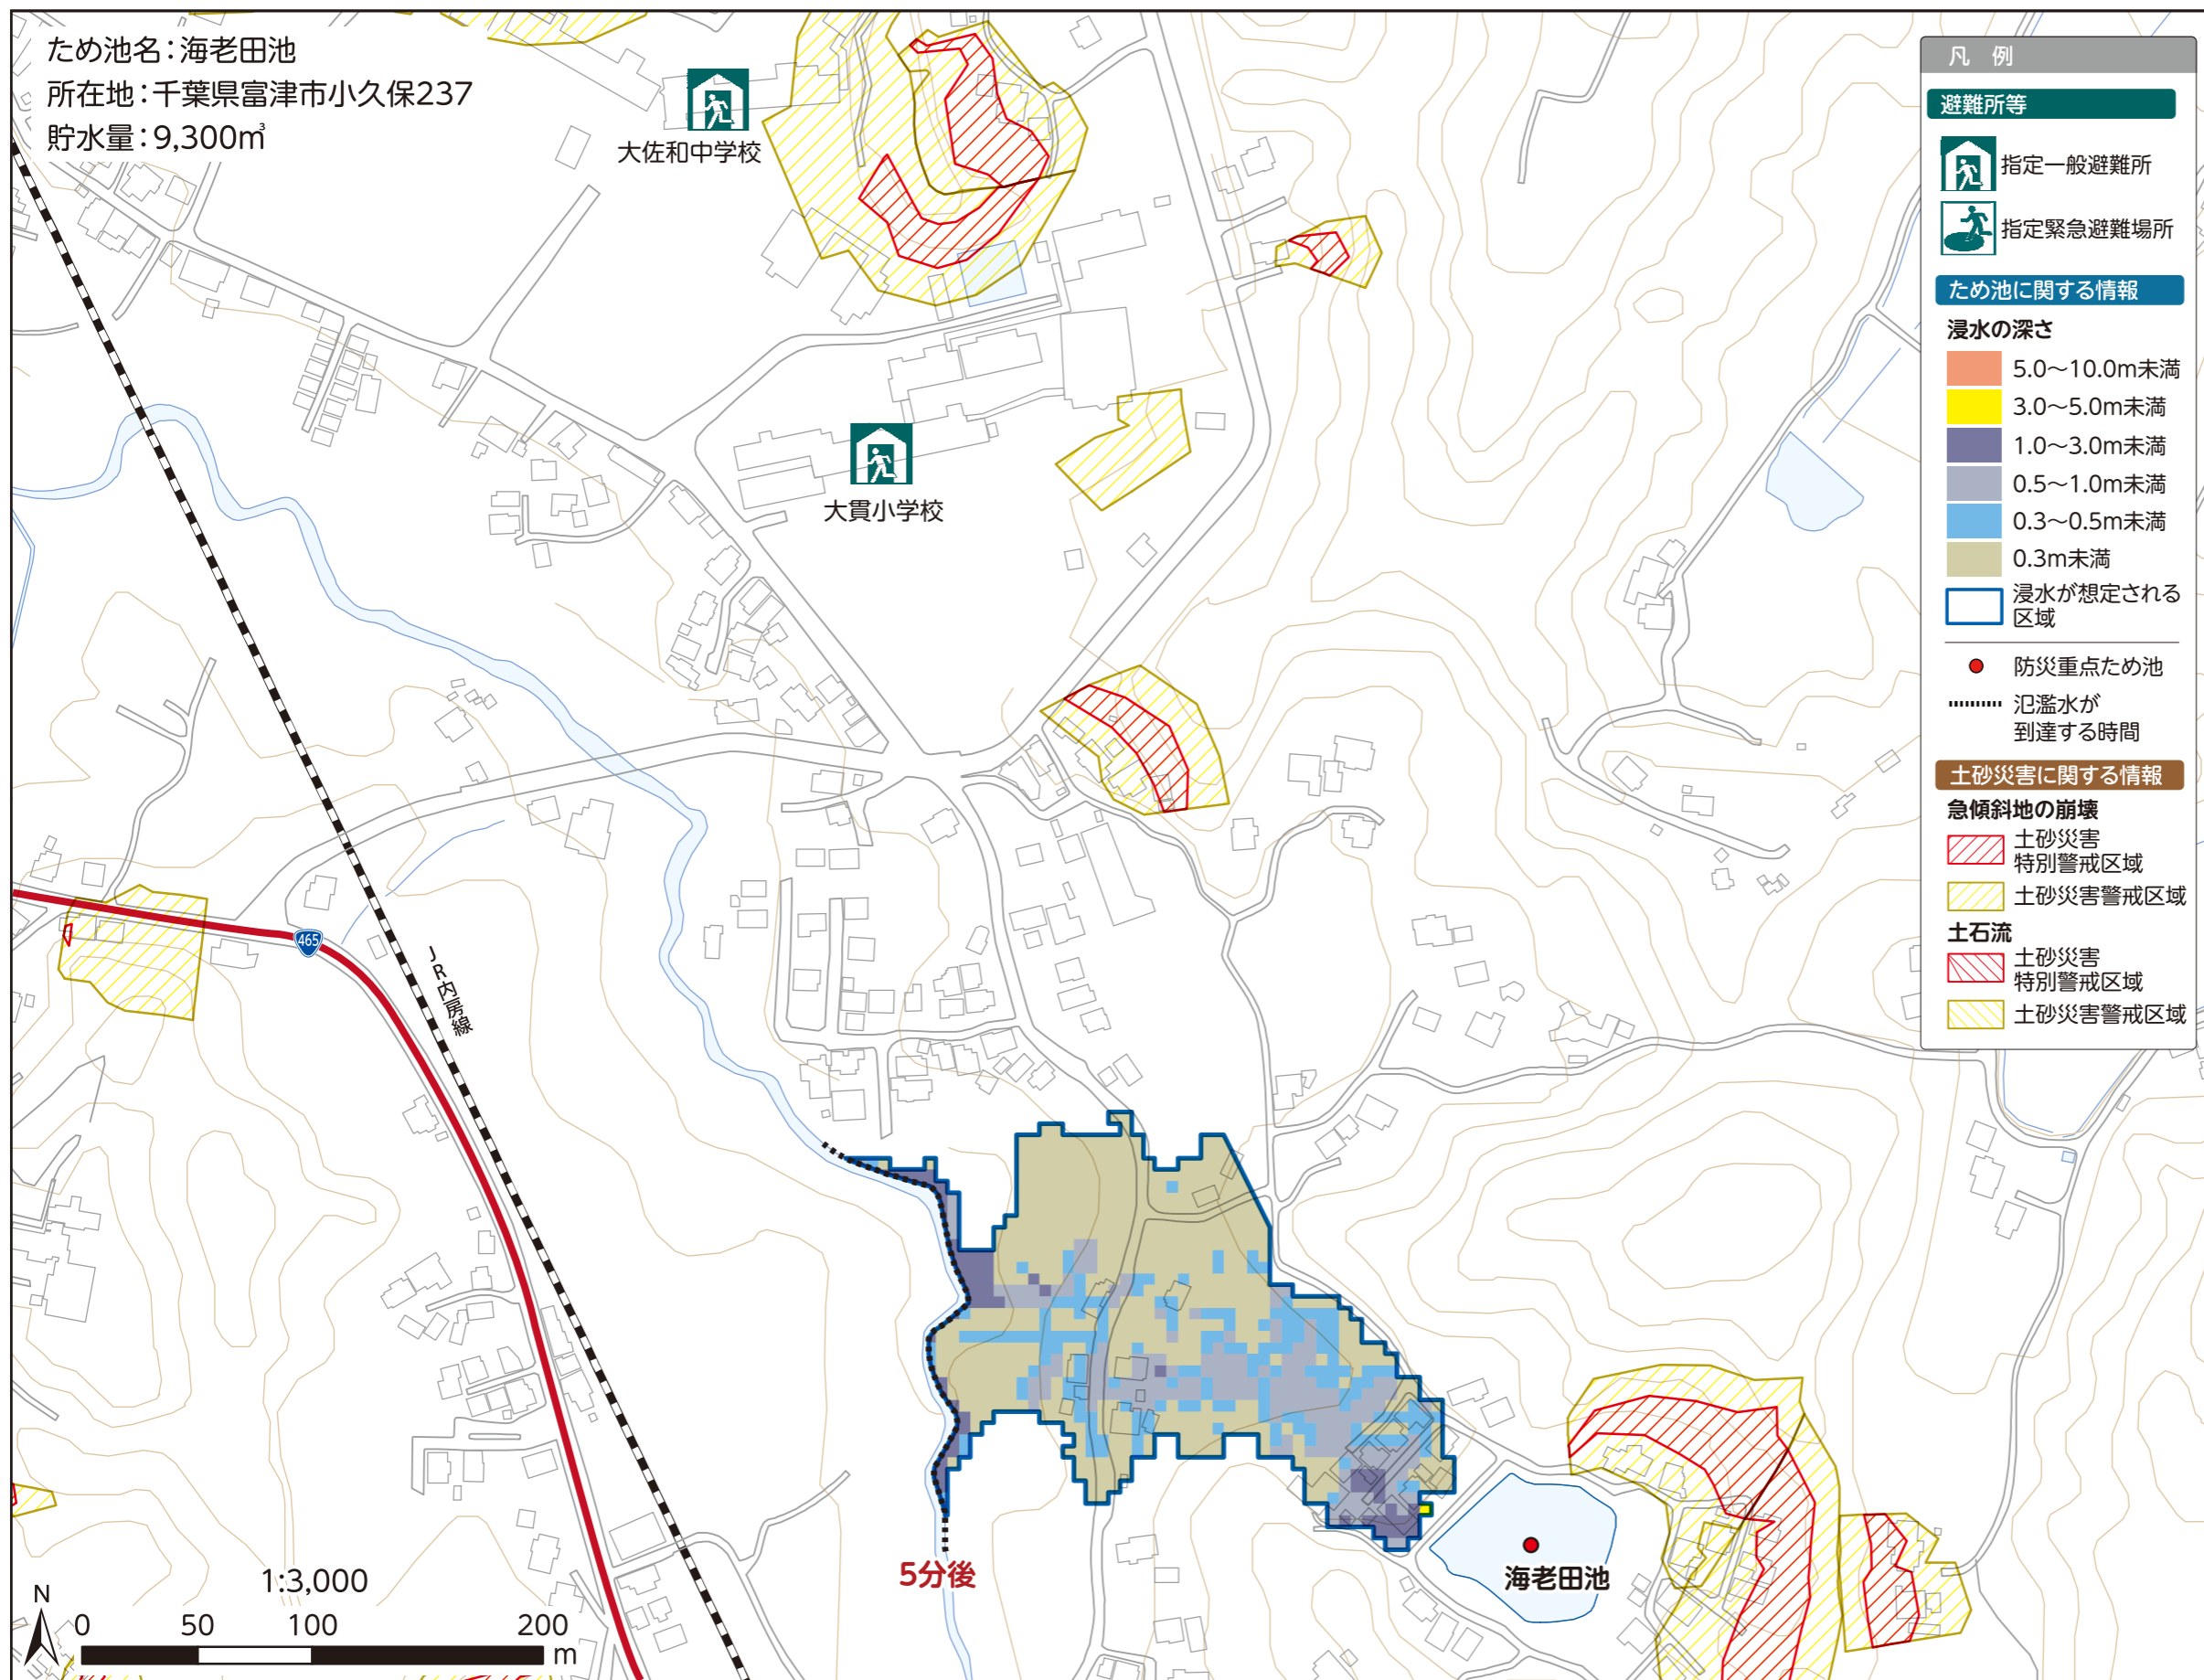 ため池名：海老田池
所在地：千葉県富津市小久保237
貯水量：9,300㎥
大佐和中学校
大貫小学校
465
JR内房線
5分後
海老田池
1:3,000
N
0 50 100 200
m
凡 例
避難所等
指定一般避難所
指定緊急避難場所
ため池に関する情報
浸水の深さ
5.0～10.0m未満
3.0～5.0m未満
1.0～3.0m未満
0.5～1.0m未満
0.3～0.5m未満
0.3m未満
浸水が想定される
区域
防災重点ため池
氾濫水が
到達する時間
土砂災害に関する情報
急傾斜地の崩壊
土砂災害
特別警戒区域
土砂災害警戒区域
土石流
土砂災害
特別警戒区域
土砂災害警戒区域